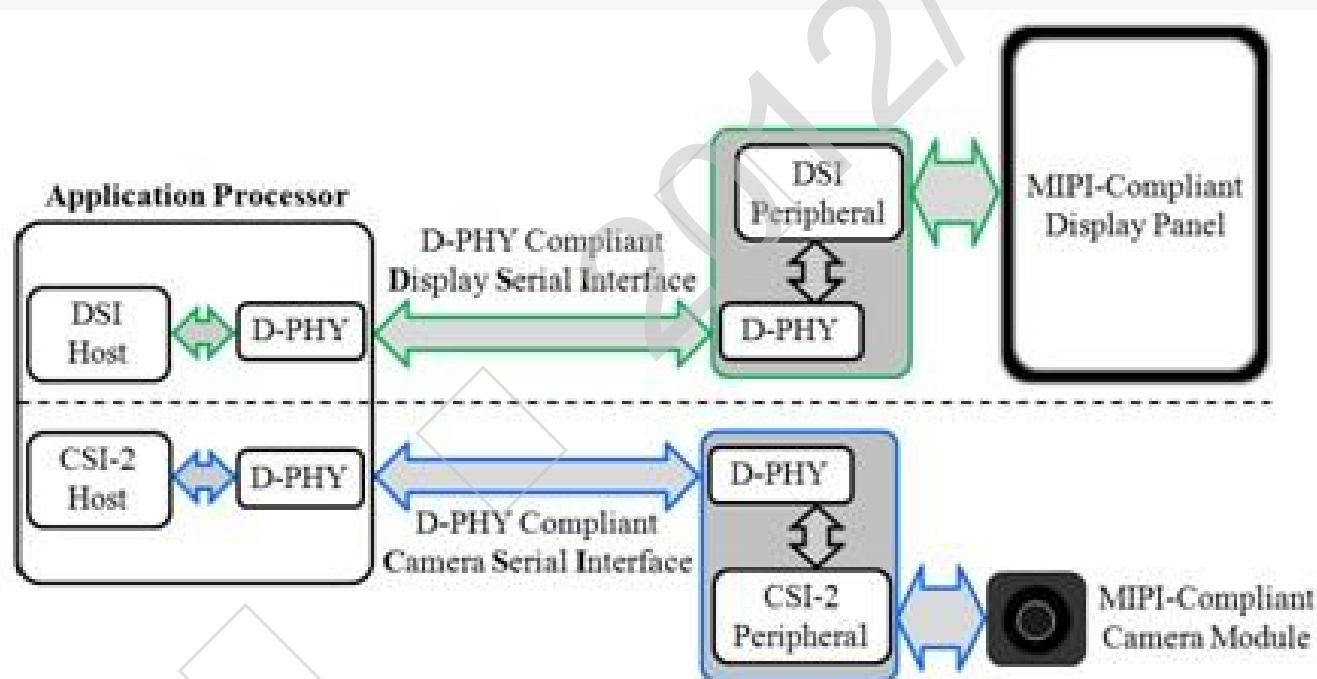 Application Processor
DSI
Host
D-PHY
D-PHY Compliant
Display Serial Interface
DSI
Peripheral
D-PHY
MIPI-Compliant
Display Panel
CSI-2
Host
D-PHY
D-PHY Compliant
Camera Serial Interface
D-PHY
CSI-2
Peripheral
MIPI-Compliant
Camera Module
2012/